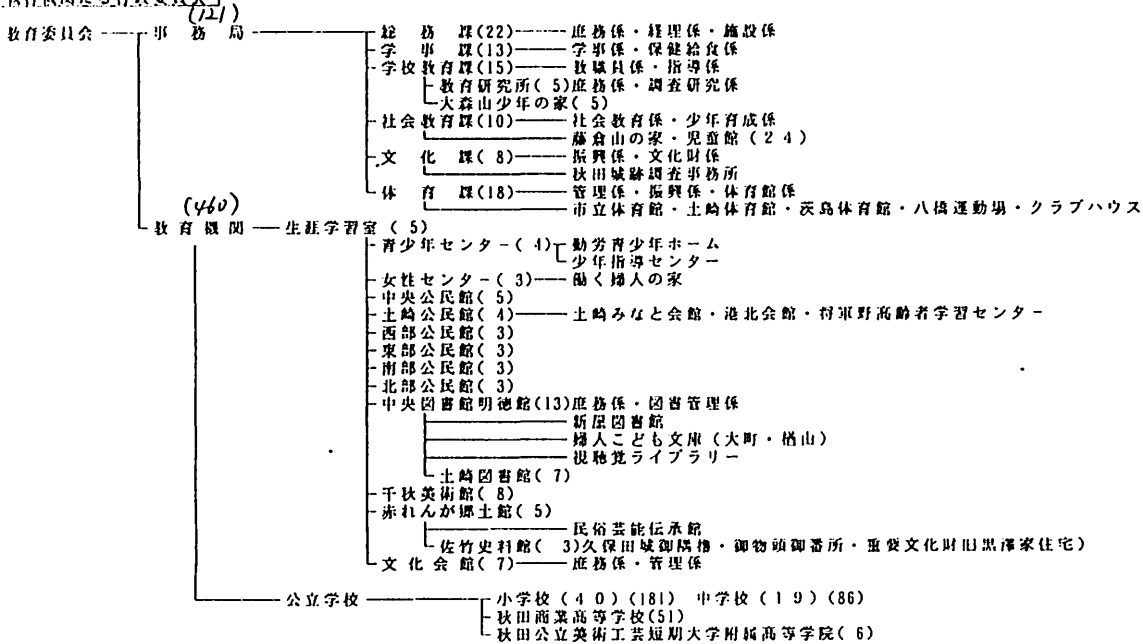 (121)
教育委員会 事務局 総務課(22) 庶務係・経理係・施設係
学事課(13) 学事係・保健給食係
学校教育課(15) 教職員係・指導係
教育研究所( 5)庶務係・調査研究係
大森山少年の家( 5)
社会教育課(10) 社会教育係・少年育成係
藤倉山の家・児童館(24)
文化課( 8) 振興係・文化財係
秋田城跡調査事務所
体育課(18) 管理係・振興係・体育館係
市立体育館・土崎体育館・茨島体育館・八橋運動場・クラブハウス
(460)
教育機関 生涯学習室( 5)
青少年センター( 4) 勤労青少年ホーム
少年指導センター
女性センター( 3) 働く婦人の家
中央公民館( 5)
土崎公民館( 4) 土崎みなと会館・港北会館・将軍野高齢者学習センター
西部公民館( 3)
東部公民館( 3)
南部公民館( 3)
北部公民館( 3)
中央図書館明徳館(13)庶務係・図書管理係
新屋図書館
婦人こども文庫(大町・楢山)
視聴覚ライブラリー
土崎図書館( 7)
千秋美術館( 8)
赤れんが郷土館( 5)
民俗芸能伝承館
佐竹史料館( 3)久保田城御隅櫓・御物頭御番所・重要文化財旧黒澤家住宅)
文化会館( 7) 庶務係・管理係
公立学校 小学校(40)(181) 中学校(19)(86)
秋田商業高等学校(51)
秋田公立美術工芸短期大学附属高等学院( 6)